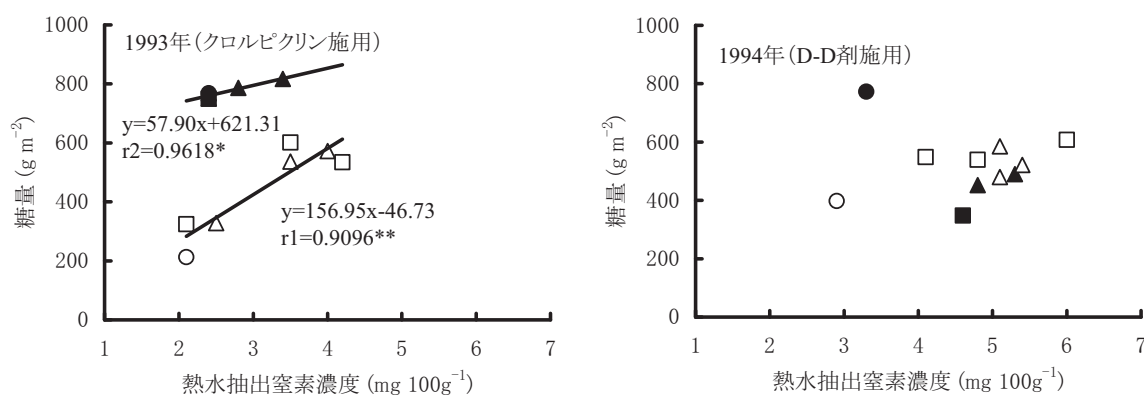 1000
800
600
400
200
0
糖量 (g m⁻²)
1993年(クロルピクリン施用)
y=57.90x+621.31
r2=0.9618*
y=156.95x-46.73
r1=0.9096**
1 2 3 4 5 6 7
熱水抽出窒素濃度 (mg 100g⁻¹)
1000
800
600
400
200
0
糖量 (g m⁻²)
1994年(D-D剤施用)
1 2 3 4 5 6 7
熱水抽出窒素濃度 (mg 100g⁻¹)